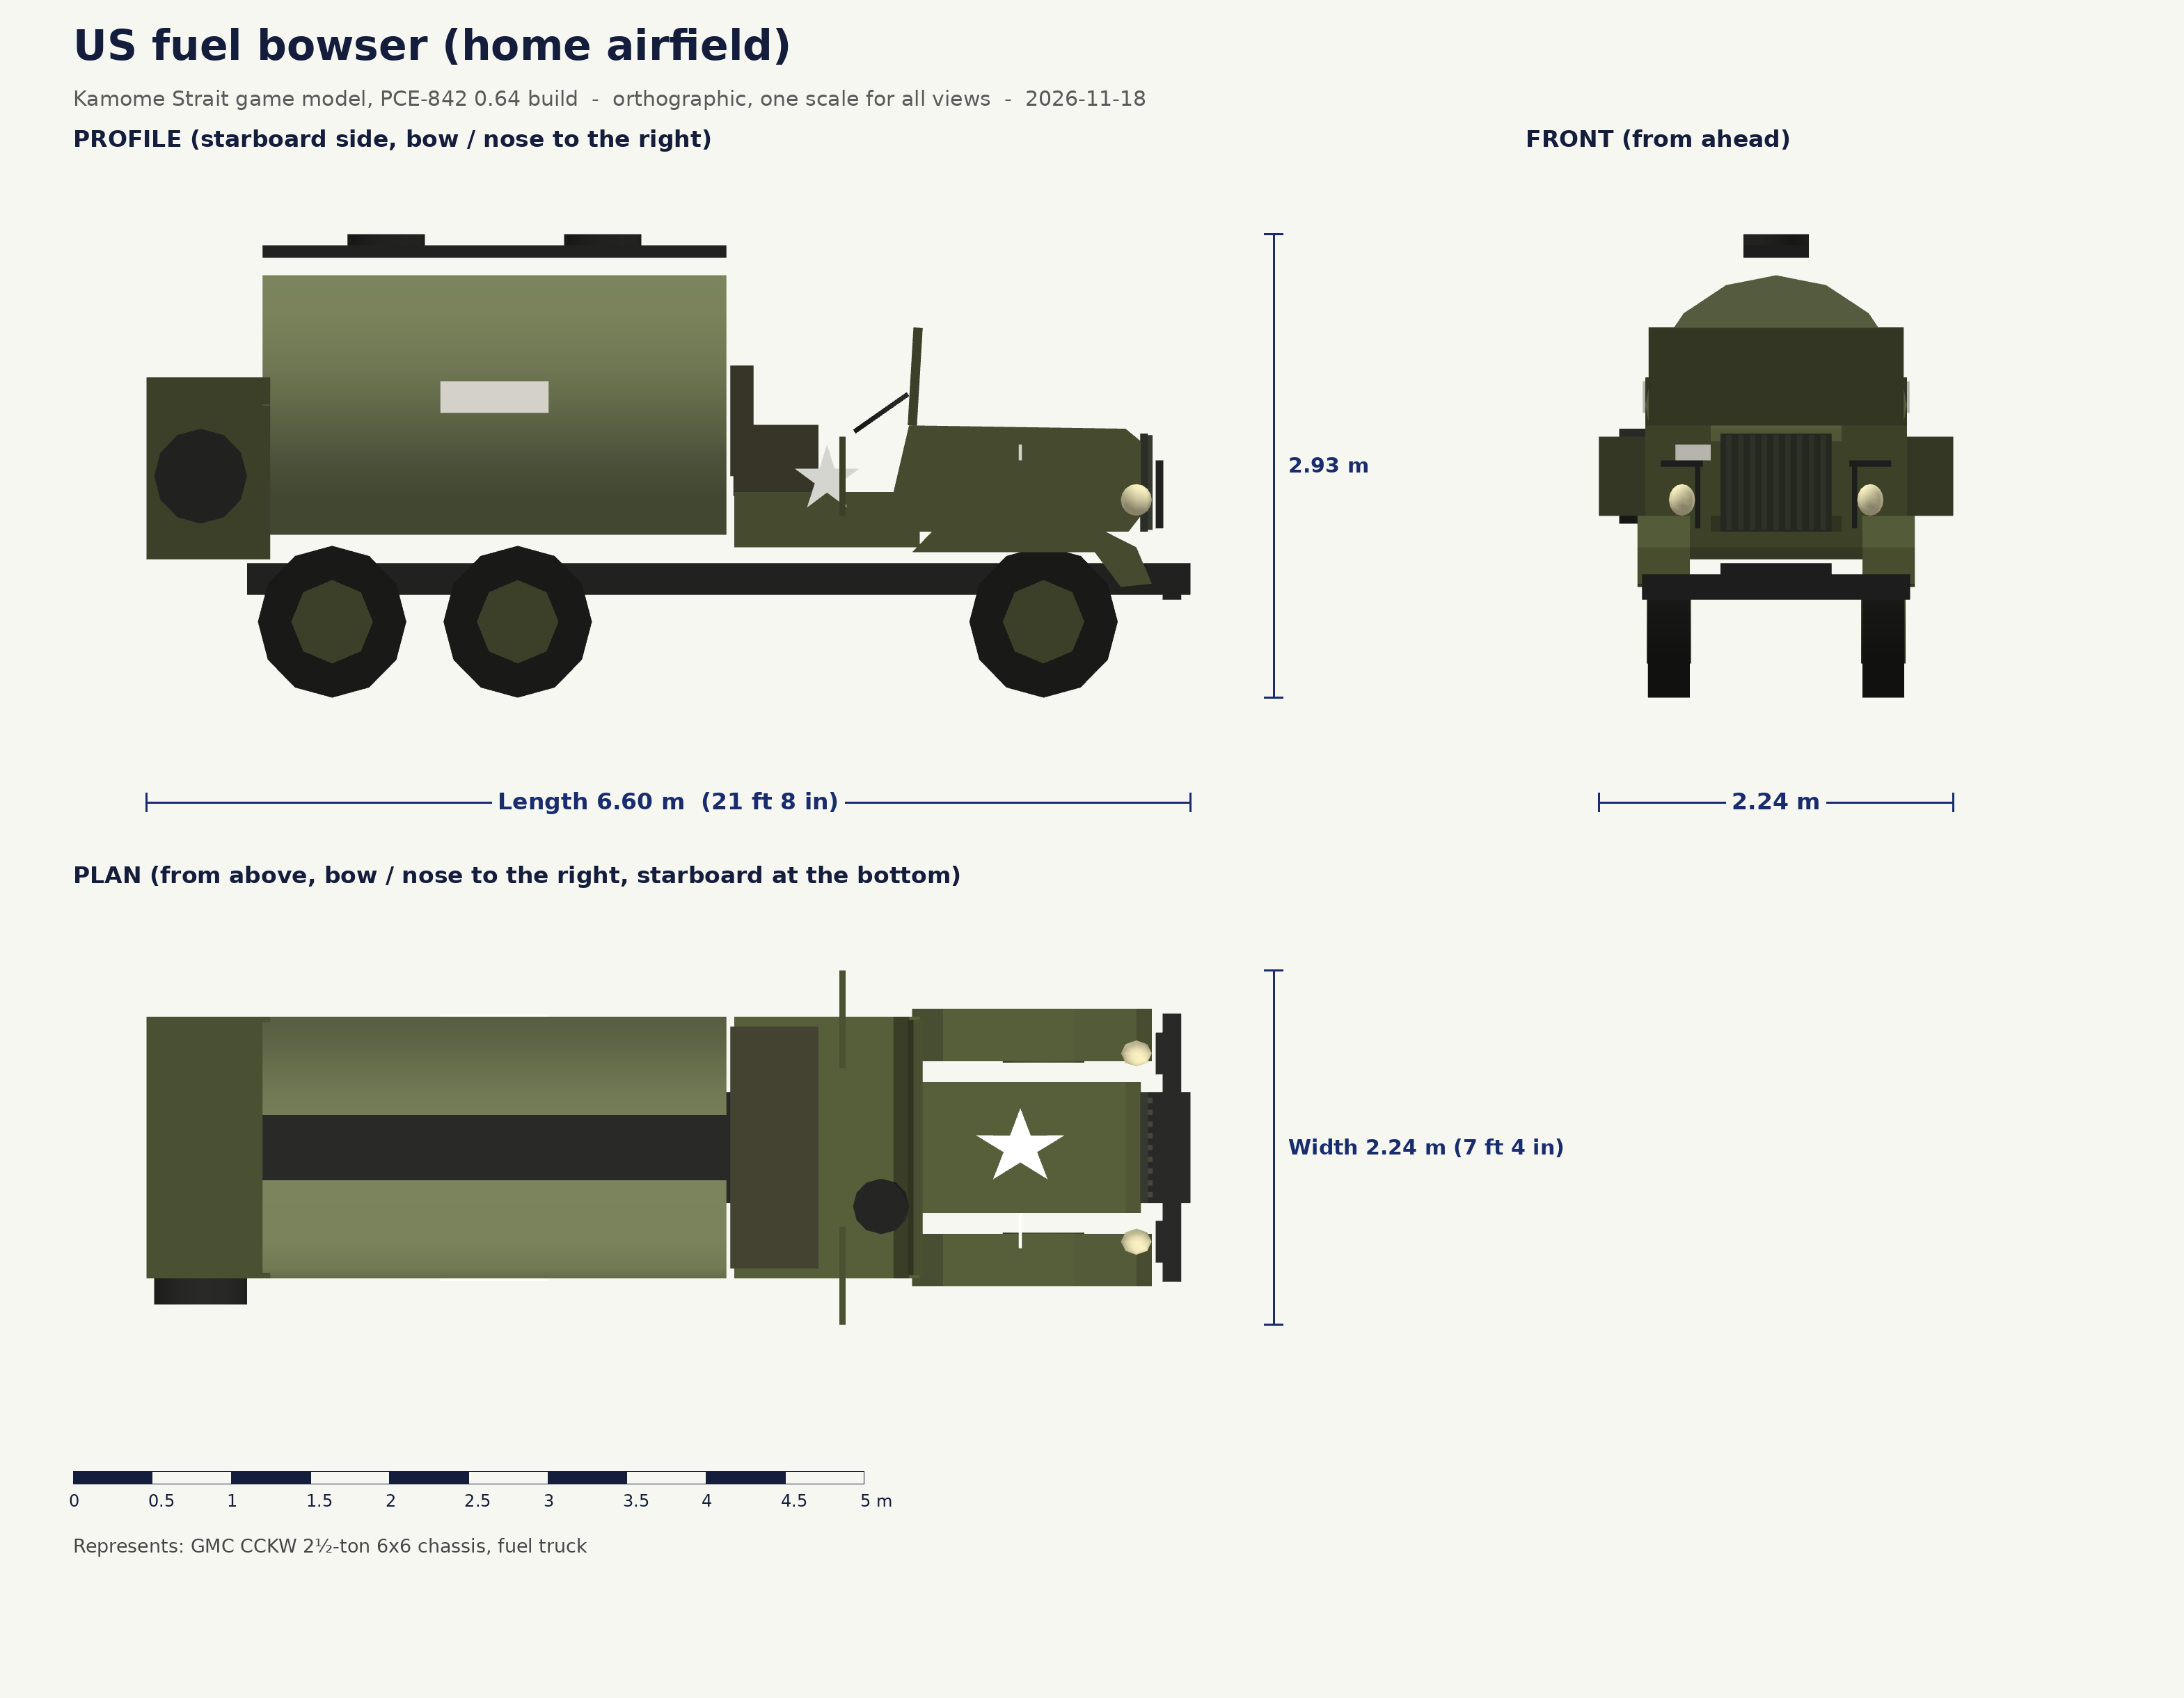 US fuel bowser (home airfield)
Kamome Strait game model, PCE-842 0.64 build - orthographic, one scale for all views - 2026-11-18
PROFILE (starboard side, bow / nose to the right)
FRONT (from ahead)
2.93 m
Length 6.60 m (21 ft 8 in)
2.24 m
PLAN (from above, bow / nose to the right, starboard at the bottom)
Width 2.24 m (7 ft 4 in)
0 0.5 1 1.5 2 2.5 3 3.5 4 4.5 5 m
Represents: GMC CCKW 2½-ton 6x6 chassis, fuel truck